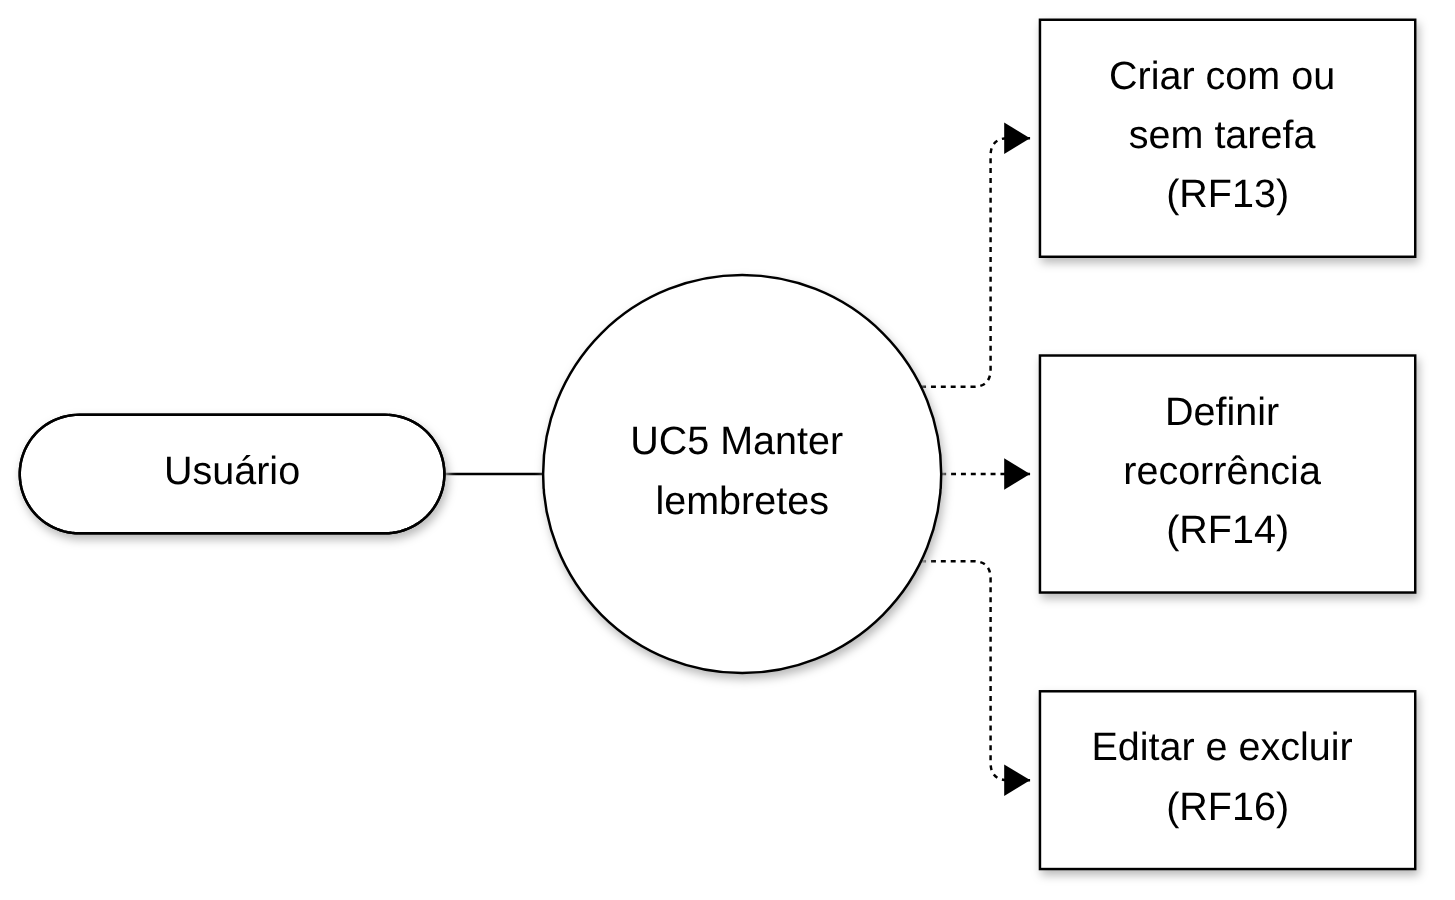 Usuário
UC5 Manter
lembretes
Criar com ou
sem tarefa
(RF13)
Definir
recorrência
(RF14)
Editar e excluir
(RF16)